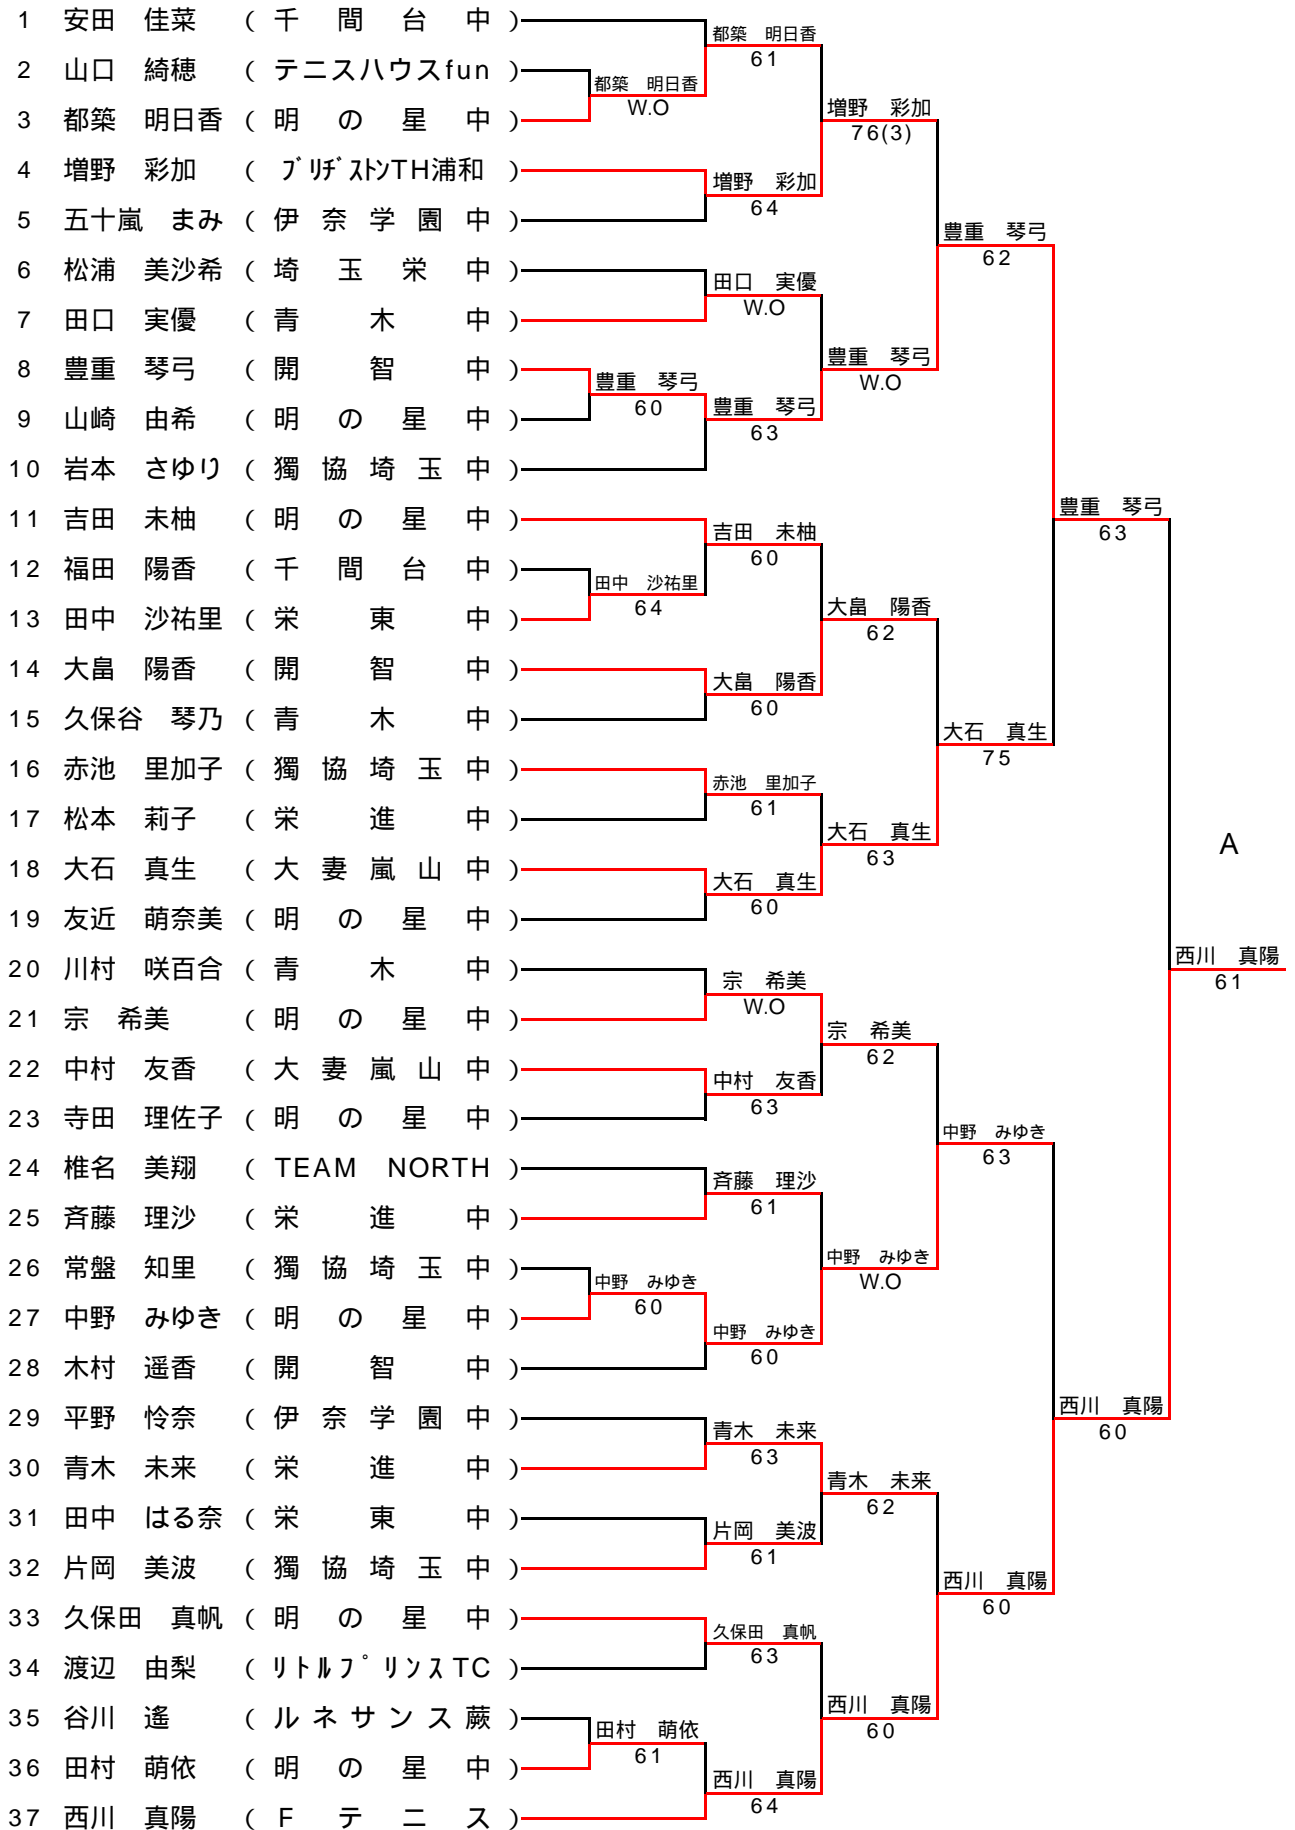 1 安田 佳菜 ( 千 間 台 中 )
都築 明日香
61
2 山口 綺穂 ( テニスハウスfun )
都築 明日香
W.O
3 都築 明日香 ( 明 の 星 中 )
増野 彩加
76(3)
4 増野 彩加 ( ブリヂストンTH浦和 )
増野 彩加
64
5 五十嵐 まみ ( 伊 奈 学 園 中 )
豊重 琴弓
62
6 松浦 美沙希 ( 埼 玉 栄 中 )
田口 実優
W.O
7 田口 実優 ( 青 木 中 )
豊重 琴弓
W.O
8 豊重 琴弓 ( 開 智 中 )
豊重 琴弓
60
豊重 琴弓
63
9 山崎 由希 ( 明 の 星 中 )
10 岩本 さゆり ( 獨 協 埼 玉 中 )
豊重 琴弓
63
11 吉田 未柚 ( 明 の 星 中 )
吉田 未柚
60
12 福田 陽香 ( 千 間 台 中 )
田中 沙祐里
64
13 田中 沙祐里 ( 栄 東 中 )
大畠 陽香
62
14 大畠 陽香 ( 開 智 中 )
大畠 陽香
60
15 久保谷 琴乃 ( 青 木 中 )
大石 真生
75
16 赤池 里加子 ( 獨 協 埼 玉 中 )
赤池 里加子
61
17 松本 莉子 ( 栄 進 中 )
大石 真生
63
A
18 大石 真生 ( 大 妻 嵐 山 中 )
大石 真生
60
19 友近 萌奈美 ( 明 の 星 中 )
西川 真陽
61
20 川村 咲百合 ( 青 木 中 )
宗 希美
W.O
21 宗 希美 ( 明 の 星 中 )
宗 希美
62
22 中村 友香 ( 大 妻 嵐 山 中 )
中村 友香
63
23 寺田 理佐子 ( 明 の 星 中 )
中野 みゆき
63
24 椎名 美翔 ( TEAM NORTH )
斉藤 理沙
61
25 斉藤 理沙 ( 栄 進 中 )
中野 みゆき
W.O
26 常盤 知里 ( 獨 協 埼 玉 中 )
中野 みゆき
60
27 中野 みゆき ( 明 の 星 中 )
中野 みゆき
60
28 木村 遥香 ( 開 智 中 )
西川 真陽
60
29 平野 怜奈 ( 伊 奈 学 園 中 )
青木 未来
63
30 青木 未来 ( 栄 進 中 )
青木 未来
62
31 田中 はる奈 ( 栄 東 中 )
片岡 美波
61
32 片岡 美波 ( 獨 協 埼 玉 中 )
西川 真陽
60
33 久保田 真帆 ( 明 の 星 中 )
久保田 真帆
63
34 渡辺 由梨 ( リトルプリンスTC )
西川 真陽
60
35 谷川 遙 ( ルネサンス蕨 )
田村 萌依
61
36 田村 萌依 ( 明 の 星 中 )
西川 真陽
64
37 西川 真陽 ( F テ ニ ス )